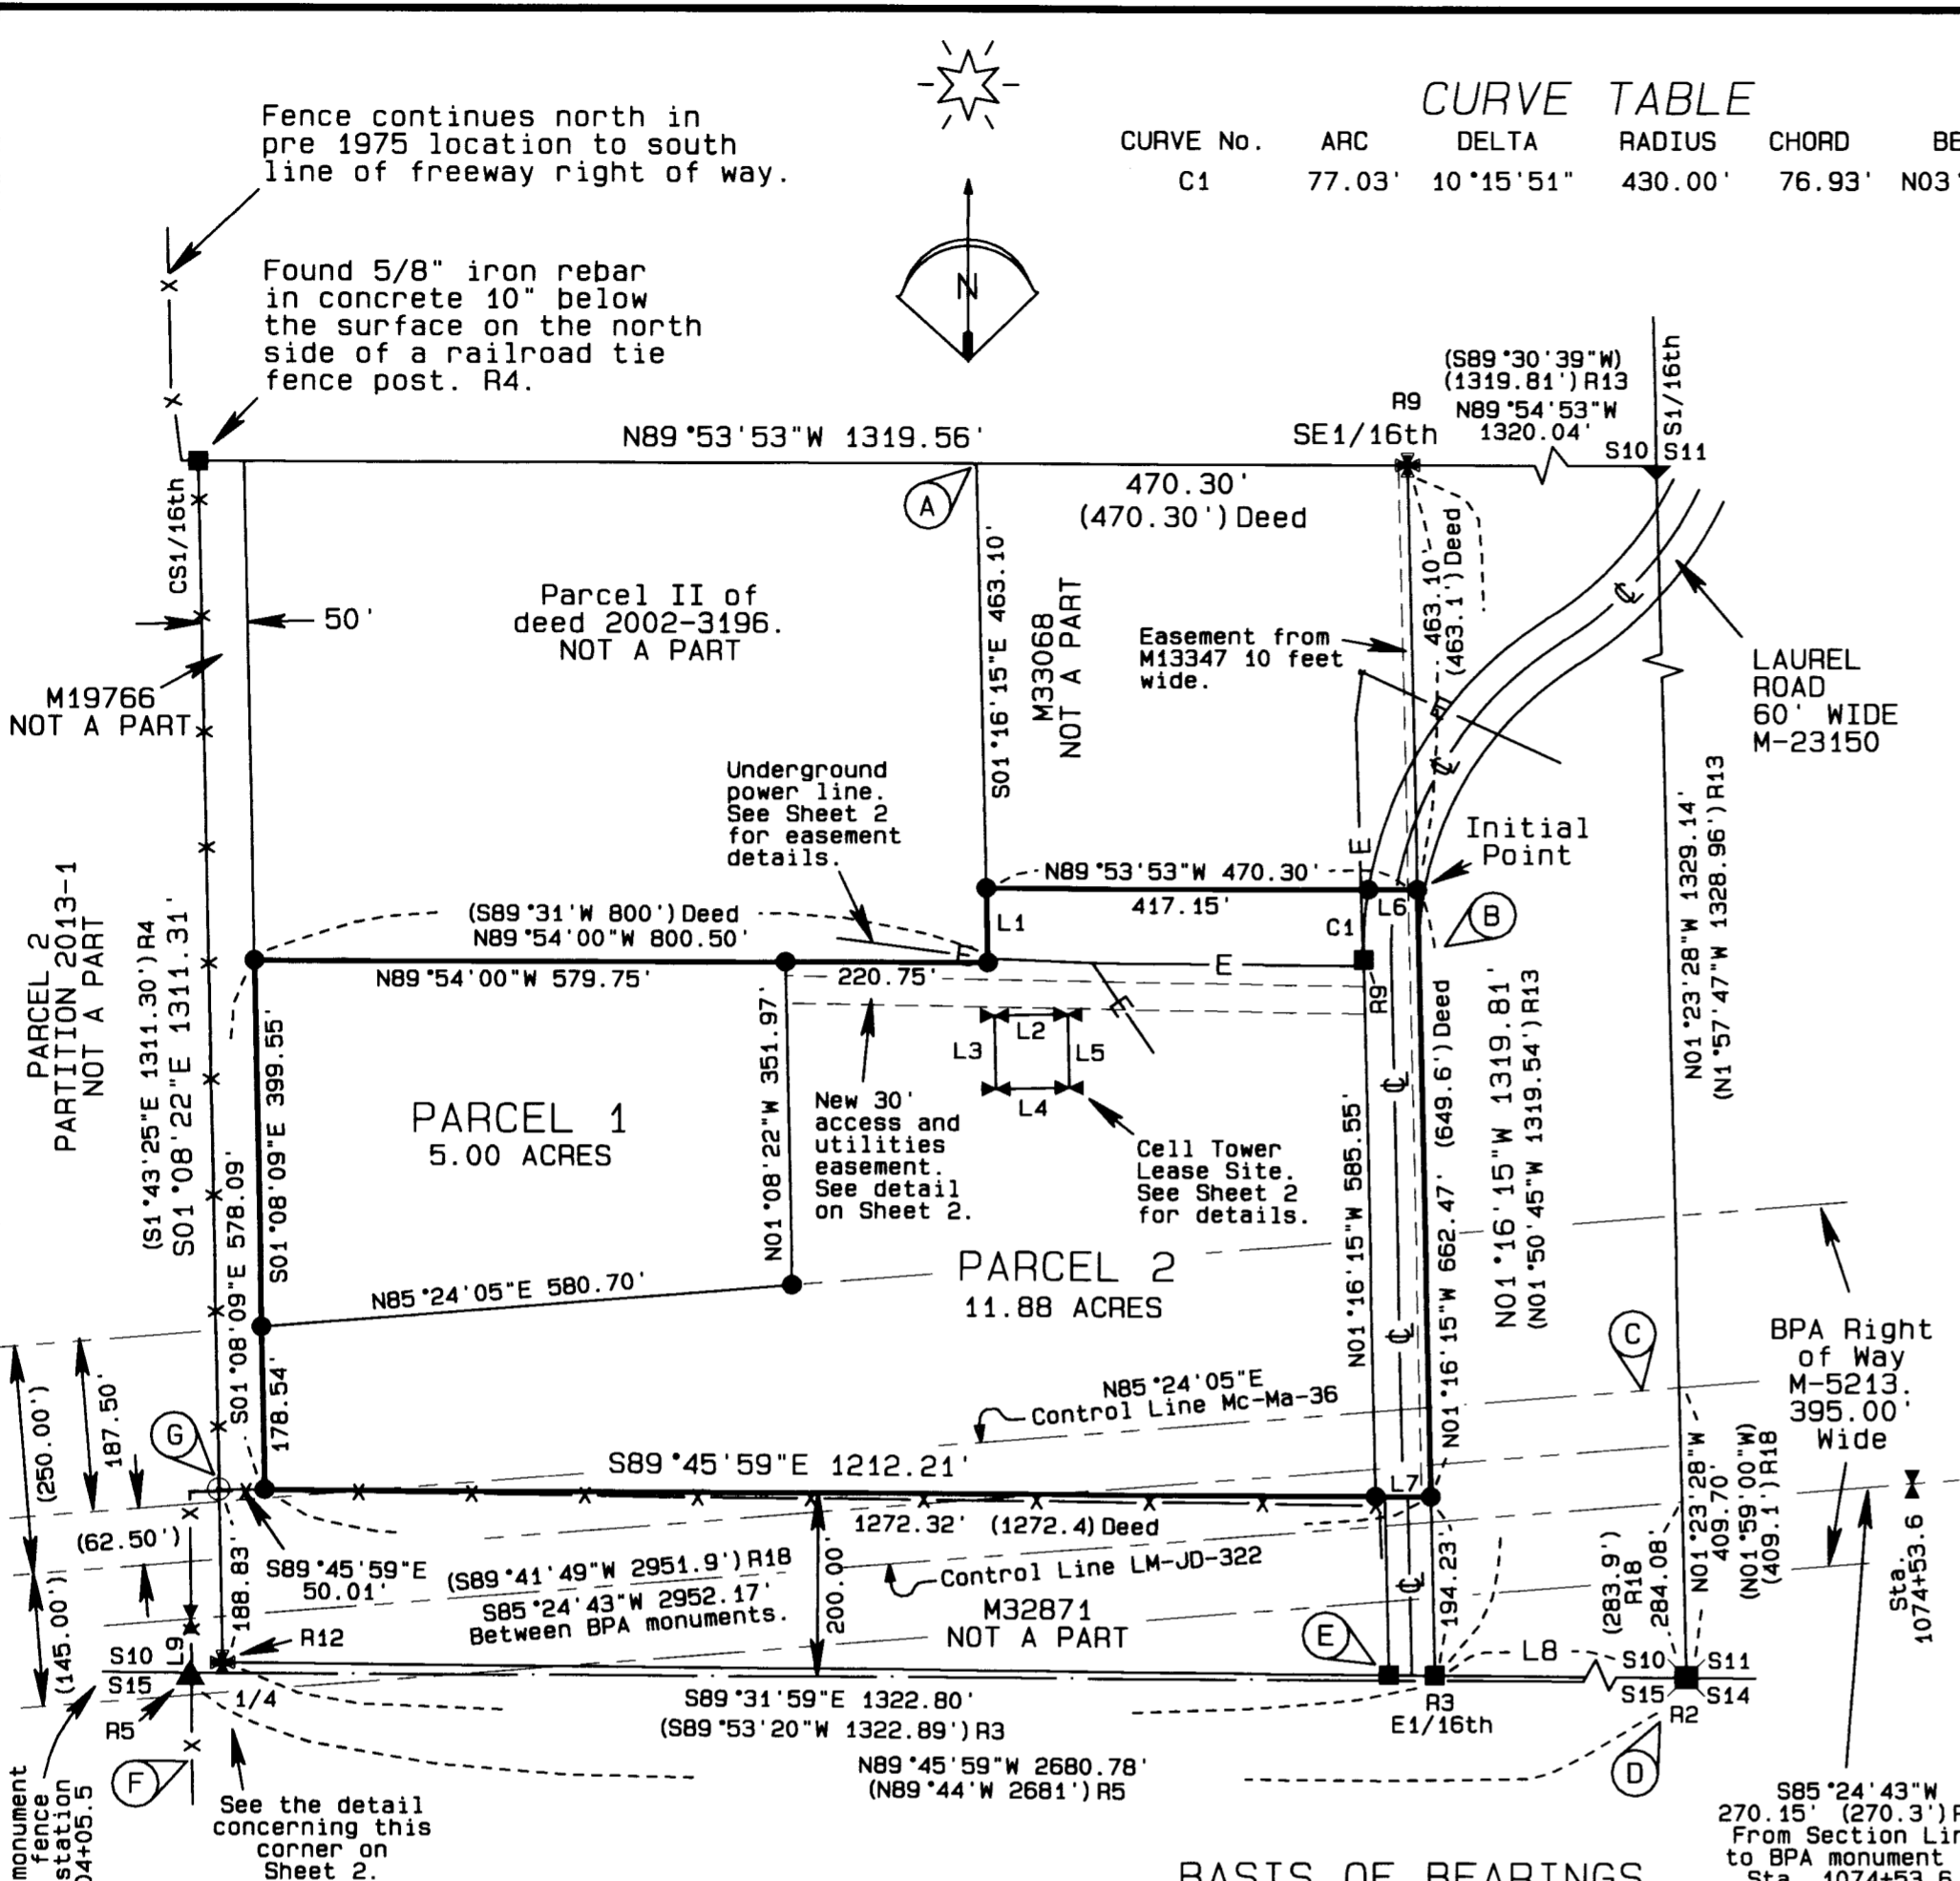 CURVE TABLE
CURVE No. ARC DELTA RADIUS CHORD
C1 77.03' 10°15'51" 430.00' 76.93'
Fence continues north in
pre 1975 location to south
line of freeway right of way.
Found 5/8" iron rebar
in concrete 10" below
the surface on the north
side of a railroad tie
fence post. R4.
N
N89°53'53"W 1319.56'
R9
SE1/16th
(S89°30'39"W)
(1319.81')R13
N89°54'53"W
1320.04'
S1/16th
S10 S11
A
470.30'
(470.30')Deed
CS1/16th
50'
Parcel II of
deed 2002-3196.
NOT A PART
S01°16'15"E 463.10'
M33068
NOT A PART
463.10'
(463.1')Deed
Easement from
M13347 10 feet
wide.
LAUREL
ROAD
60' WIDE
M-23150
M19766
NOT A PART
Underground
power line.
See Sheet 2
for easement
details.
E
Initial
Point
N89°53'53"W 470.30'
417.15'
L6
L1
C1
B
(S89°31'W 800')Deed
N89°54'00"W 800.50'
N89°54'00"W 579.75'
220.75'
E
E
R9
N01°23'28"W 1329.14'
(N1°57'47"W 1328.96')R13
PARCEL 2
PARTITION 2013-1
NOT A PART
(S1°43'25"E 1311.30')R4
S01°08'22"E 1311.31'
S01°08'09"E 578.09'
S01°08'09"E 399.55'
178.54'
PARCEL 1
5.00 ACRES
N01°08'22"W 351.97'
New 30'
access and
utilities
easement.
See detail
on Sheet 2.
L2
L3
L5
L4
Cell Tower
Lease Site.
See Sheet 2
for details.
N01°16'15"W 585.55'
N01°16'15"W 662.47' (649.6')Deed
N01°16'15"W 1319.81'
(N01°50'45"W 1319.54')R13
N85°24'05"E 580.70'
PARCEL 2
11.88 ACRES
C
BPA Right
of Way
M-5213.
395.00'
Wide
N85°24'05"E
Control Line Mc-Ma-36
(250.00')
187.50'
(62.50')
(145.00')
G
S89°45'59"E 1212.21'
L7
1272.32' (1272.4)Deed
S89°45'59"E
50.01'
188.83'
(S89°41'49"W 2951.9')R18
S85°24'43"W 2952.17'
Between BPA monuments.
200.00'
Control Line LM-JD-322
M32871
NOT A PART
194.23'
(283.9')
R18
284.08'
N01°23'28"W
409.70'
(N01°59'00"W)
(409.1')R18
Sta.
1074+53.6
R12
L9
S10
S15
1/4
R5
F
E
L8
S10 S11
S15 S14
R2
S89°31'59"E 1322.80'
(S89°53'20"W 1322.89')R3
R3
E1/16th
N89°45'59"W 2680.78'
(N89°44'W 2681')R5
D
See the detail
concerning this
corner on
Sheet 2.
monument
fence
station
04+05.5
S85°24'43"W
270.15' (270.3')
From Section
to BPA monument
Sta. 1074+53.6
BASIS OF BEARINGS